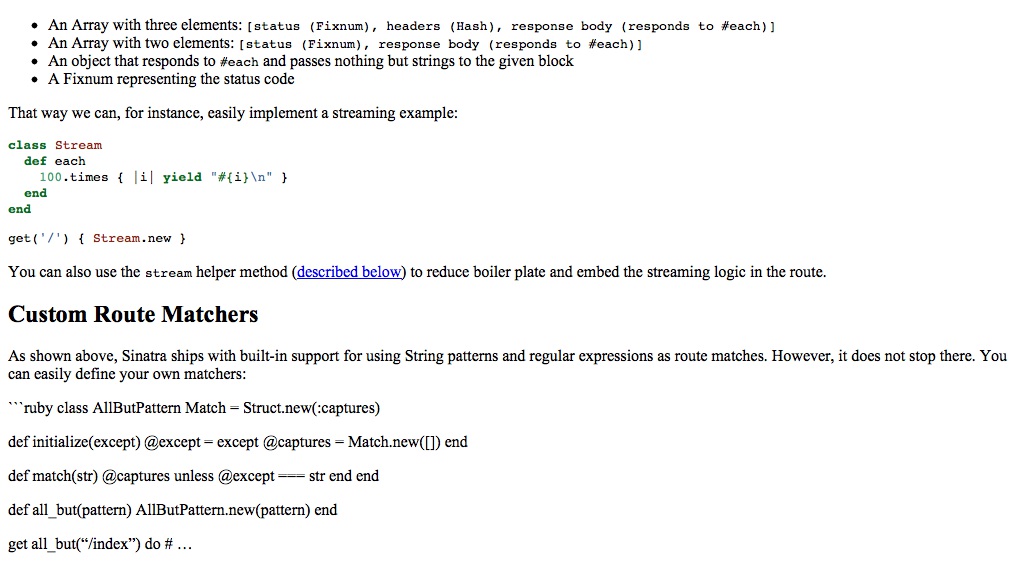 • An Array with three elements: [status (Fixnum), headers (Hash), response body (responds to #each)]
• An Array with two elements: [status (Fixnum), response body (responds to #each)]
• An object that responds to #each and passes nothing but strings to the given block
• A Fixnum representing the status code
That way we can, for instance, easily implement a streaming example:
class Stream
  def each
    100.times { |i| yield "#{i}\n" }
  end
end
get('/') { Stream.new }
You can also use the stream helper method (described below) to reduce boiler plate and embed the streaming logic in the route.
Custom Route Matchers
As shown above, Sinatra ships with built-in support for using String patterns and regular expressions as route matches. However, it does not stop there. You
can easily define your own matchers:
```ruby class AllButPattern Match = Struct.new(:captures)
def initialize(except) @except = except @captures = Match.new([]) end
def match(str) @captures unless @except === str end end
def all_but(pattern) AllButPattern.new(pattern) end
get all_but(“/index”) do # …